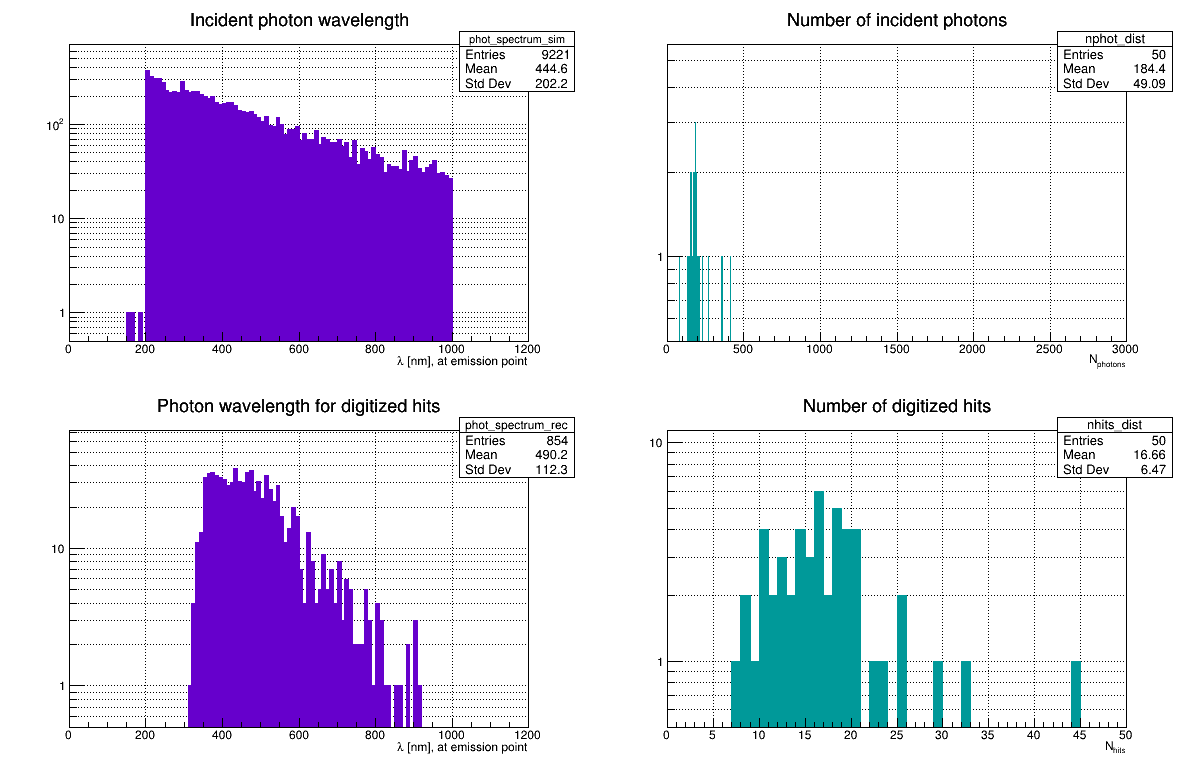 Incident photon wavelength
phot_spectrum_sim
Entries 9221
Mean 444.6
Std Dev 202.2
10²
10
1
0 200 400 600 800 1000 1200
λ [nm], at emission point
Number of incident photons
nphot_dist
Entries 50
Mean 184.4
Std Dev 49.09
1
0 500 1000 1500 2000 2500 3000
Nphotons
Photon wavelength for digitized hits
phot_spectrum_rec
Entries 854
Mean 490.2
Std Dev 112.3
10
1
0 200 400 600 800 1000 1200
λ [nm], at emission point
Number of digitized hits
nhits_dist
Entries 50
Mean 16.66
Std Dev 6.47
10
1
0 5 10 15 20 25 30 35 40 45 50
Nhits